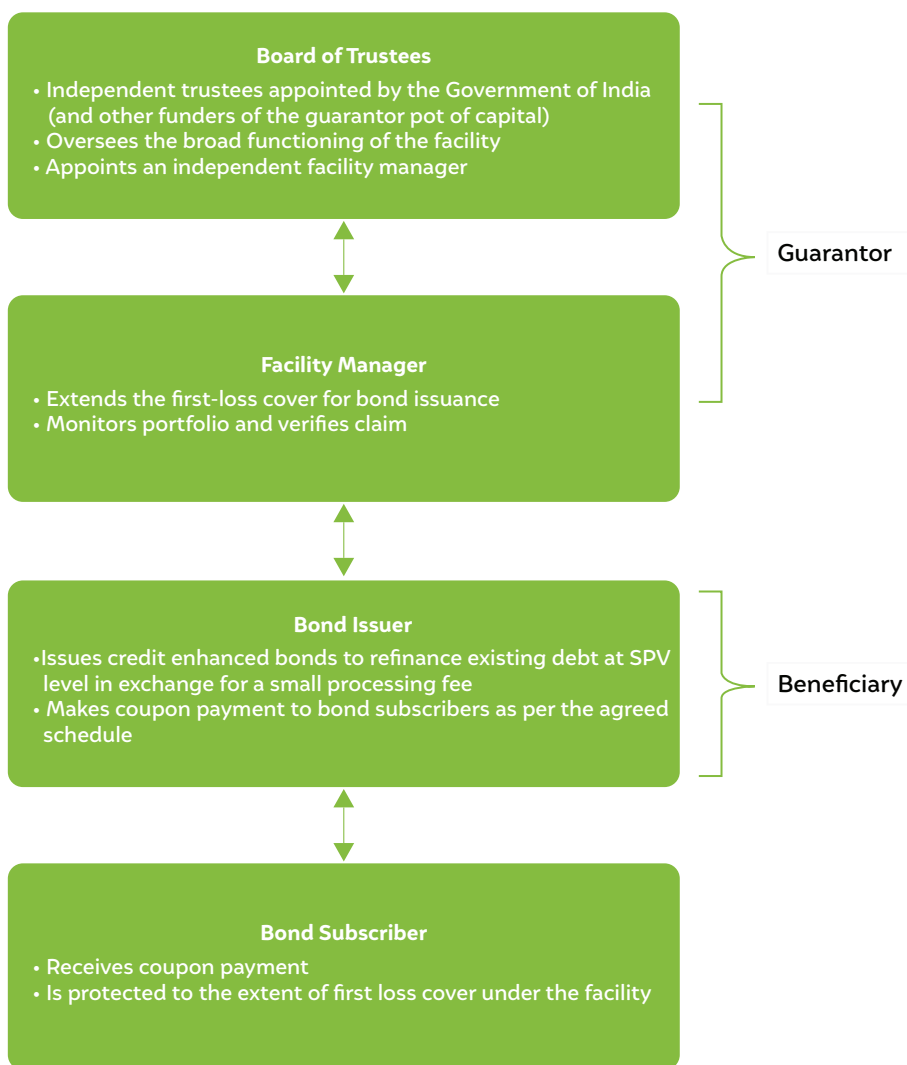 Board of Trustees
• Independent trustees appointed by the Government of India
(and other funders of the guarantor pot of capital)
• Oversees the broad functioning of the facility
• Appoints an independent facility manager
Guarantor
Facility Manager
• Extends the first-loss cover for bond issuance
• Monitors portfolio and verifies claim
Bond Issuer
•Issues credit enhanced bonds to refinance existing debt at SPV
level in exchange for a small processing fee
• Makes coupon payment to bond subscribers as per the agreed
schedule
Beneficiary
Bond Subscriber
• Receives coupon payment
• Is protected to the extent of first loss cover under the facility